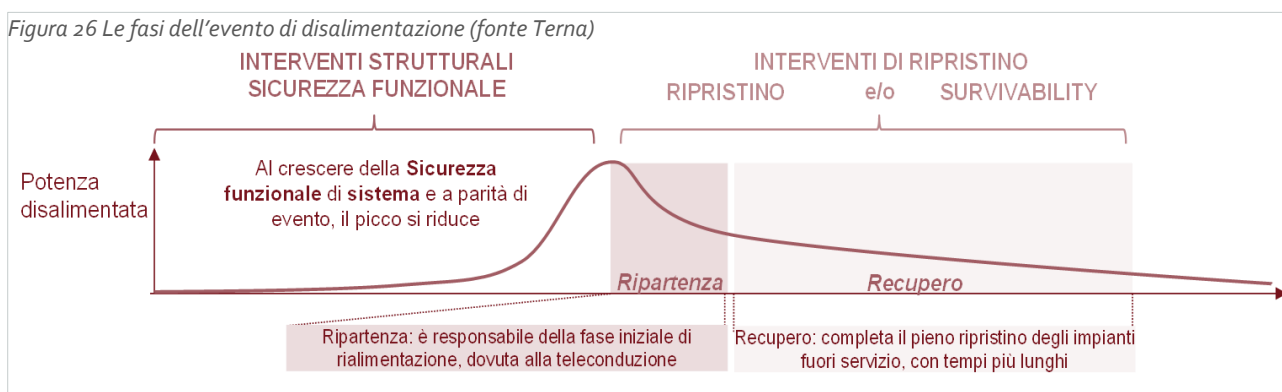 Figura 26 Le fasi dell'evento di disalimentazione (fonte Terna)
INTERVENTI STRUTTURALI
SICUREZZA FUNZIONALE
INTERVENTI DI RIPRISTINO
RIPRISTINO e/o SURVIVABILITY
Potenza
disalimentata
Al crescere della Sicurezza
funzionale di sistema e a parità di
evento, il picco si riduce
Ripartenza
Recupero
Ripartenza: è responsabile della fase iniziale di
rialimentazione, dovuta alla teleconduzione
Recupero: completa il pieno ripristino degli impianti
fuori servizio, con tempi più lunghi